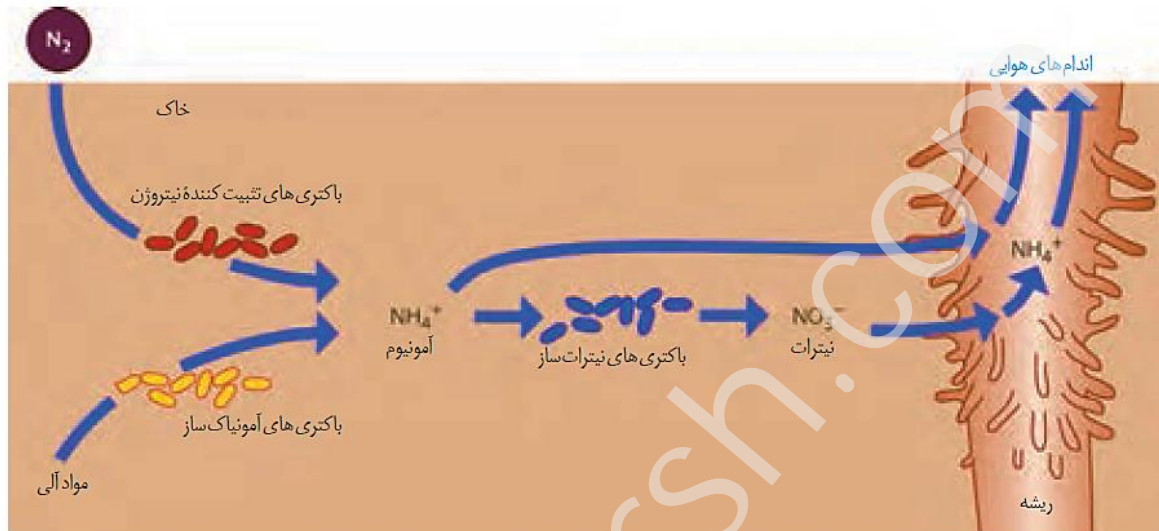 N₂
اندام های هوایی
خاک
باکتری های تثبیت کنندهٔ نیتروژن
NH₄⁺
NH₄⁺
آمونیوم
باکتری های نیترات ساز
NO₃⁻
نیترات
باکتری های آمونیاک ساز
مواد آلی
ریشه